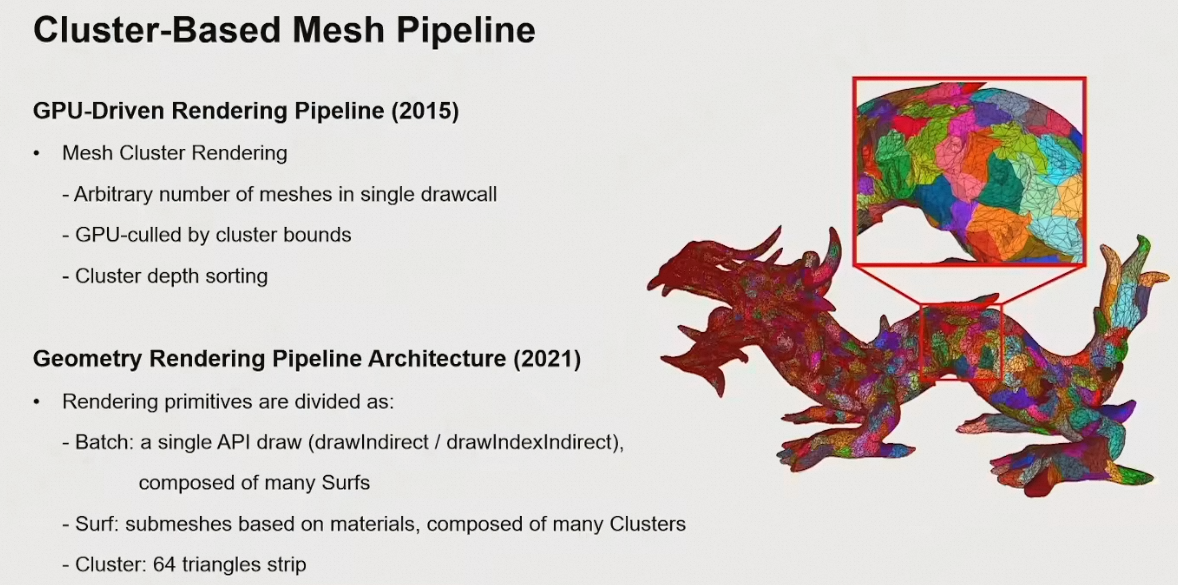 Cluster-Based Mesh Pipeline
GPU-Driven Rendering Pipeline (2015)
• Mesh Cluster Rendering
- Arbitrary number of meshes in single drawcall
- GPU-culled by cluster bounds
- Cluster depth sorting
Geometry Rendering Pipeline Architecture (2021)
• Rendering primitives are divided as:
- Batch: a single API draw (drawIndirect / drawIndexIndirect),
composed of many Surfs
- Surf: submeshes based on materials, composed of many Clusters
- Cluster: 64 triangles strip